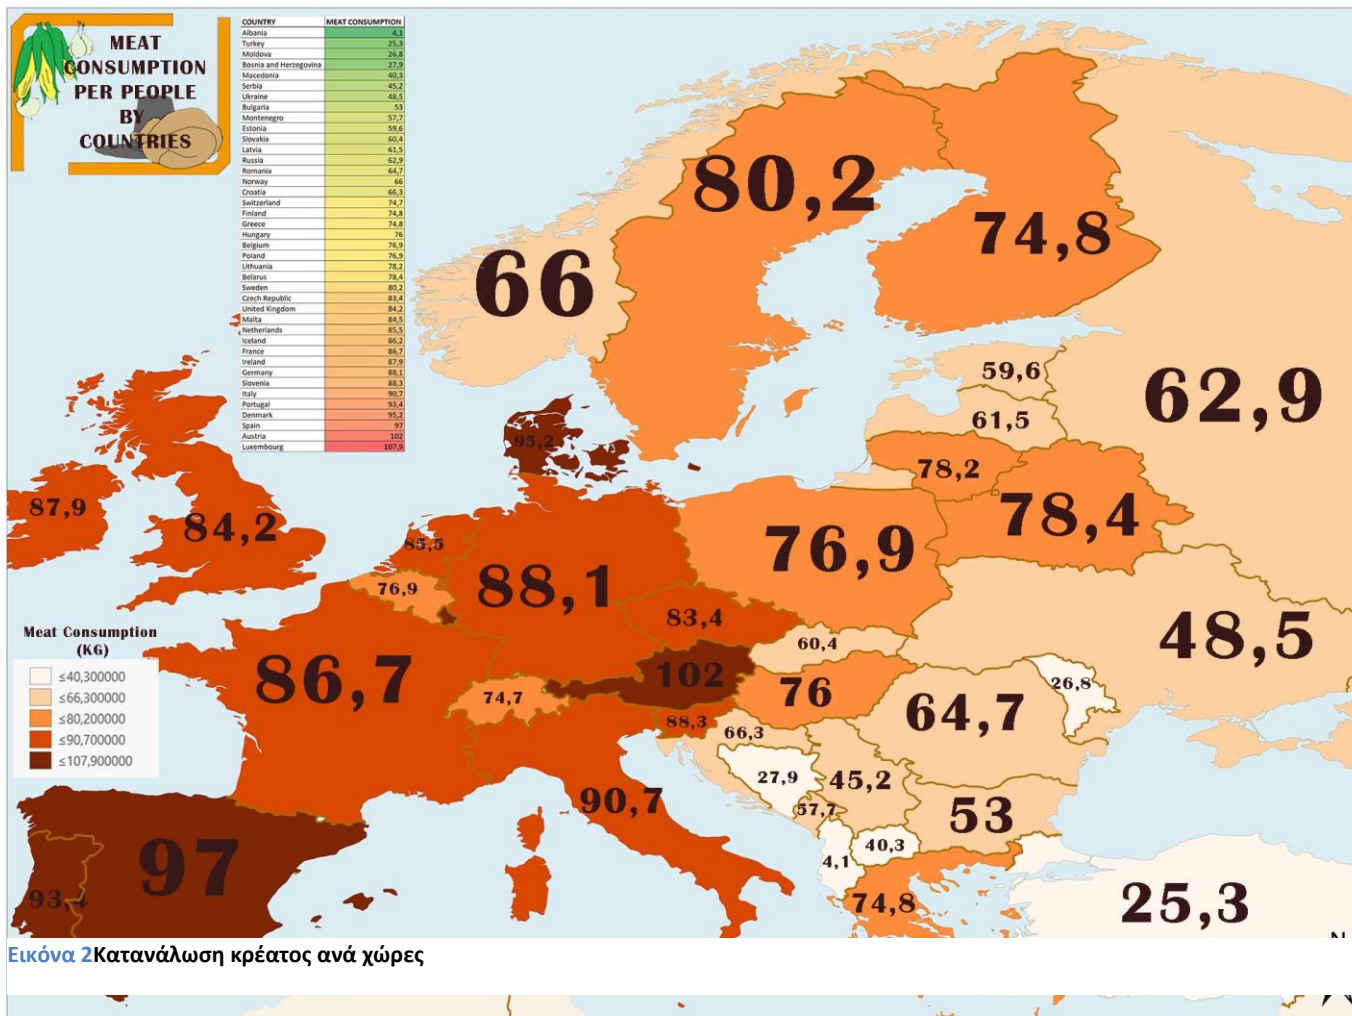 MEAT
CONSUMPTION
PER PEOPLE
BY
COUNTRIES
COUNTRY MEAT CONSUMPTION
Albania 4,1
Turkey 25,3
Moldova 26,8
Bosnia and Herzegovina 27,9
Macedonia 40,3
Serbia 45,2
Ukraine 48,5
Bulgaria 53
Montenegro 57,7
Estonia 59,6
Slovakia 60,4
Latvia 61,5
Russia 62,9
Romania 64,7
Norway 66
Croatia 66,3
Switzerland 74,7
Finland 74,8
Greece 74,8
Hungary 76
Belgium 76,9
Poland 76,9
Lithuania 78,2
Belarus 78,4
Sweden 80,2
Czech Republic 83,4
United Kingdom 84,2
Malta 84,5
Netherlands 85,5
Iceland 86,2
France 86,7
Ireland 87,9
Germany 88,1
Slovenia 88,3
Italy 90,7
Portugal 93,4
Denmark 95,2
Spain 97
Austria 102
Luxembourg 107,9
80,2
74,8
66
59,6
62,9
61,5
95,2
78,2
87,9
84,2
78,4
85,5
76,9
76,9
88,1
83,4
48,5
60,4
86,7
102
74,7
76
26,8
64,7
88,3
66,3
27,9
45,2
90,7
57,7
53
97
4,1
40,3
93,4
74,8
25,3
Meat Consumption
(KG)
≤40,300000
≤66,300000
≤80,200000
≤90,700000
≤107,900000
N
Εικόνα 2Κατανάλωση κρέατος ανά χώρες